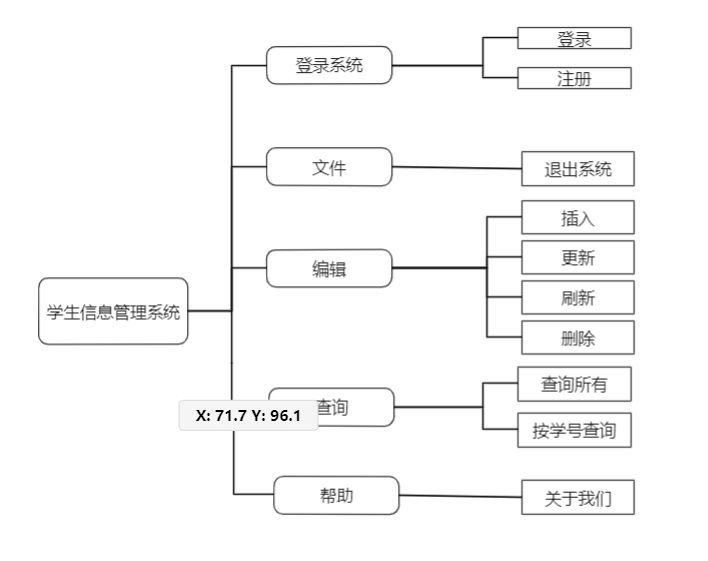 登录
登录系统
注册
文件
退出系统
插入
编辑
更新
刷新
学生信息管理系统
删除
查询所有
X: 71.7 Y: 96.1
查询
按学号查询
帮助
关于我们